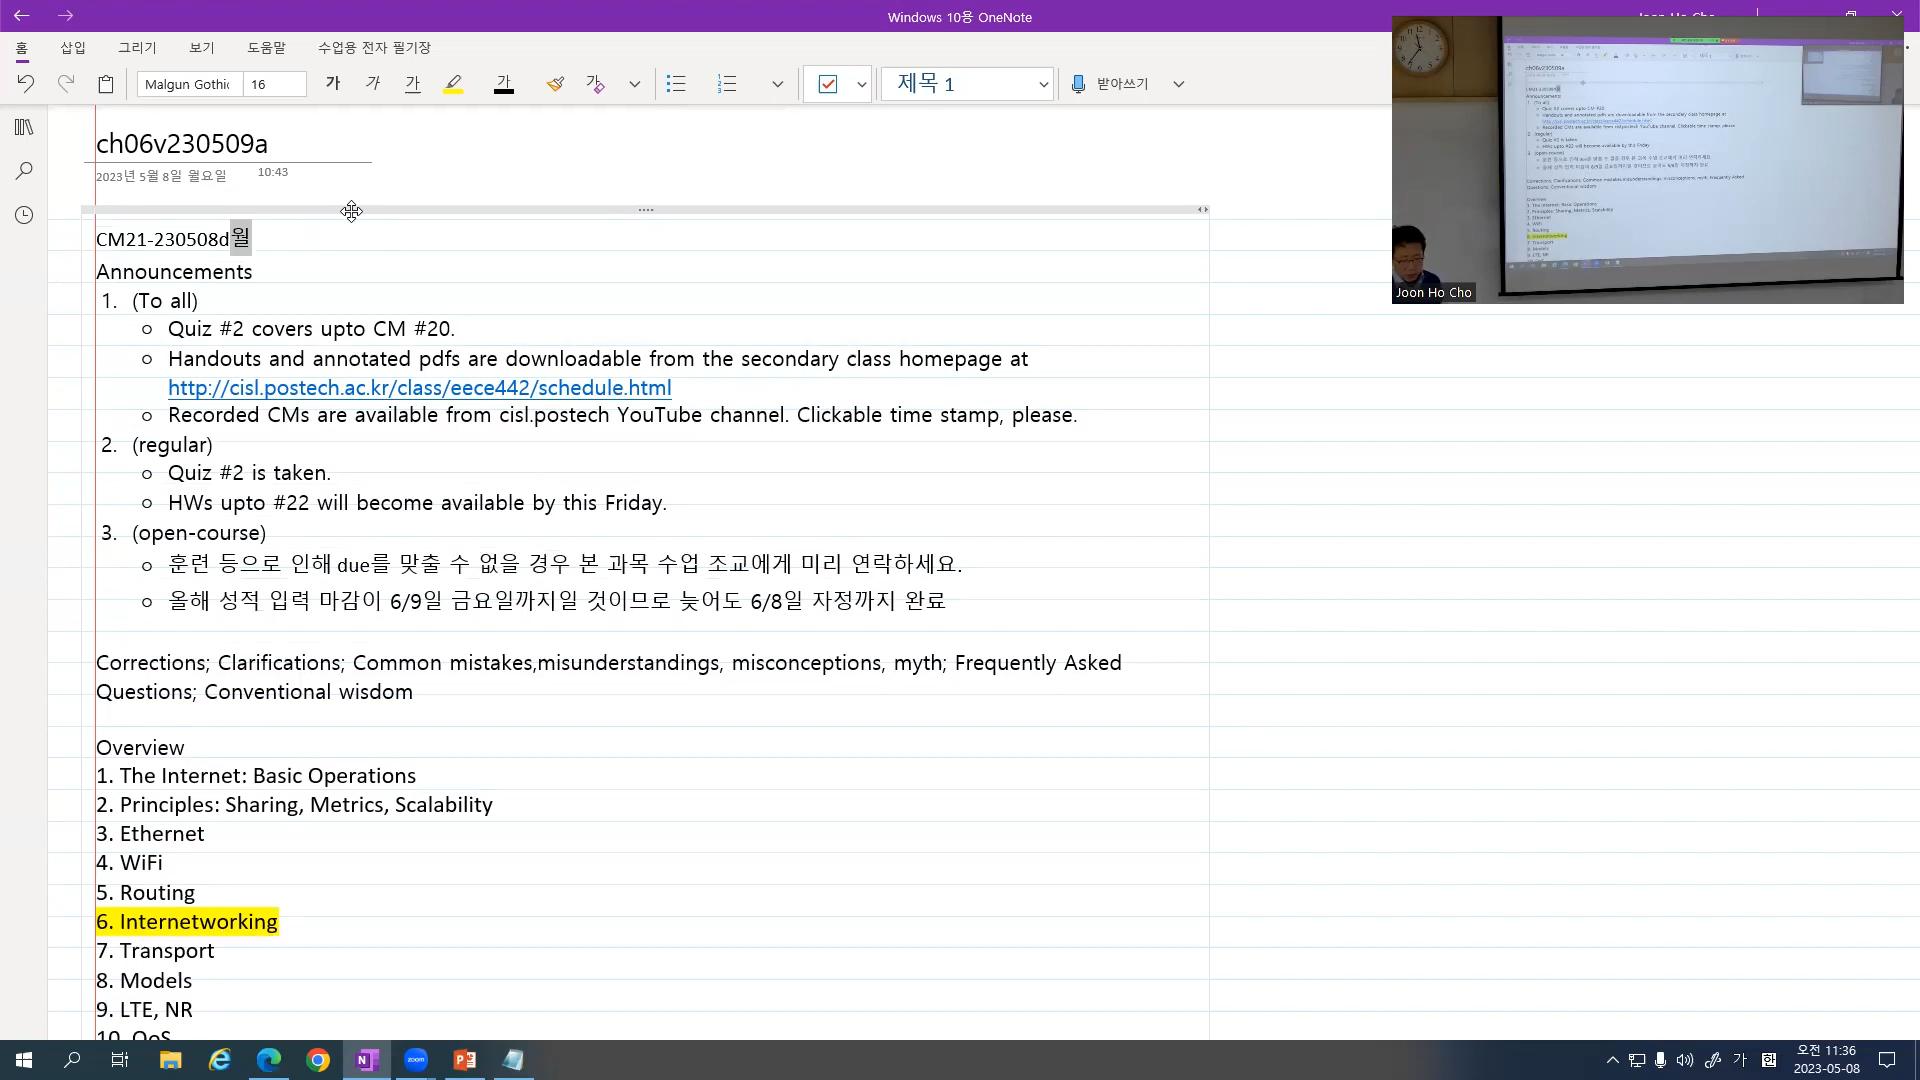 Windows 10용 OneNote
홈 삽입 그리기 보기 도움말 수업용 전자 필기장
Malgun Gothic 16 가 가 가 가 가 제목 1 받아쓰기
ch06v230509a
2023년 5월 8일 월요일 10:43
CM21-230508d월
Announcements
1. (To all)
o Quiz #2 covers upto CM #20.
o Handouts and annotated pdfs are downloadable from the secondary class homepage at
http://cisl.postech.ac.kr/class/eece442/schedule.html
o Recorded CMs are available from cisl.postech YouTube channel. Clickable time stamp, please.
2. (regular)
o Quiz #2 is taken.
o HWs upto #22 will become available by this Friday.
3. (open-course)
o 훈련 등으로 인해 due를 맞출 수 없을 경우 본 과목 수업 조교에게 미리 연락하세요.
o 올해 성적 입력 마감이 6/9일 금요일까지일 것이므로 늦어도 6/8일 자정까지 완료
Corrections; Clarifications; Common mistakes,misunderstandings, misconceptions, myth; Frequently Asked
Questions; Conventional wisdom
Overview
1. The Internet: Basic Operations
2. Principles: Sharing, Metrics, Scalability
3. Ethernet
4. WiFi
5. Routing
6. Internetworking
7. Transport
8. Models
9. LTE, NR
10. QoS
Joon Ho Cho
zoom
가 한 오전 11:36
2023-05-08